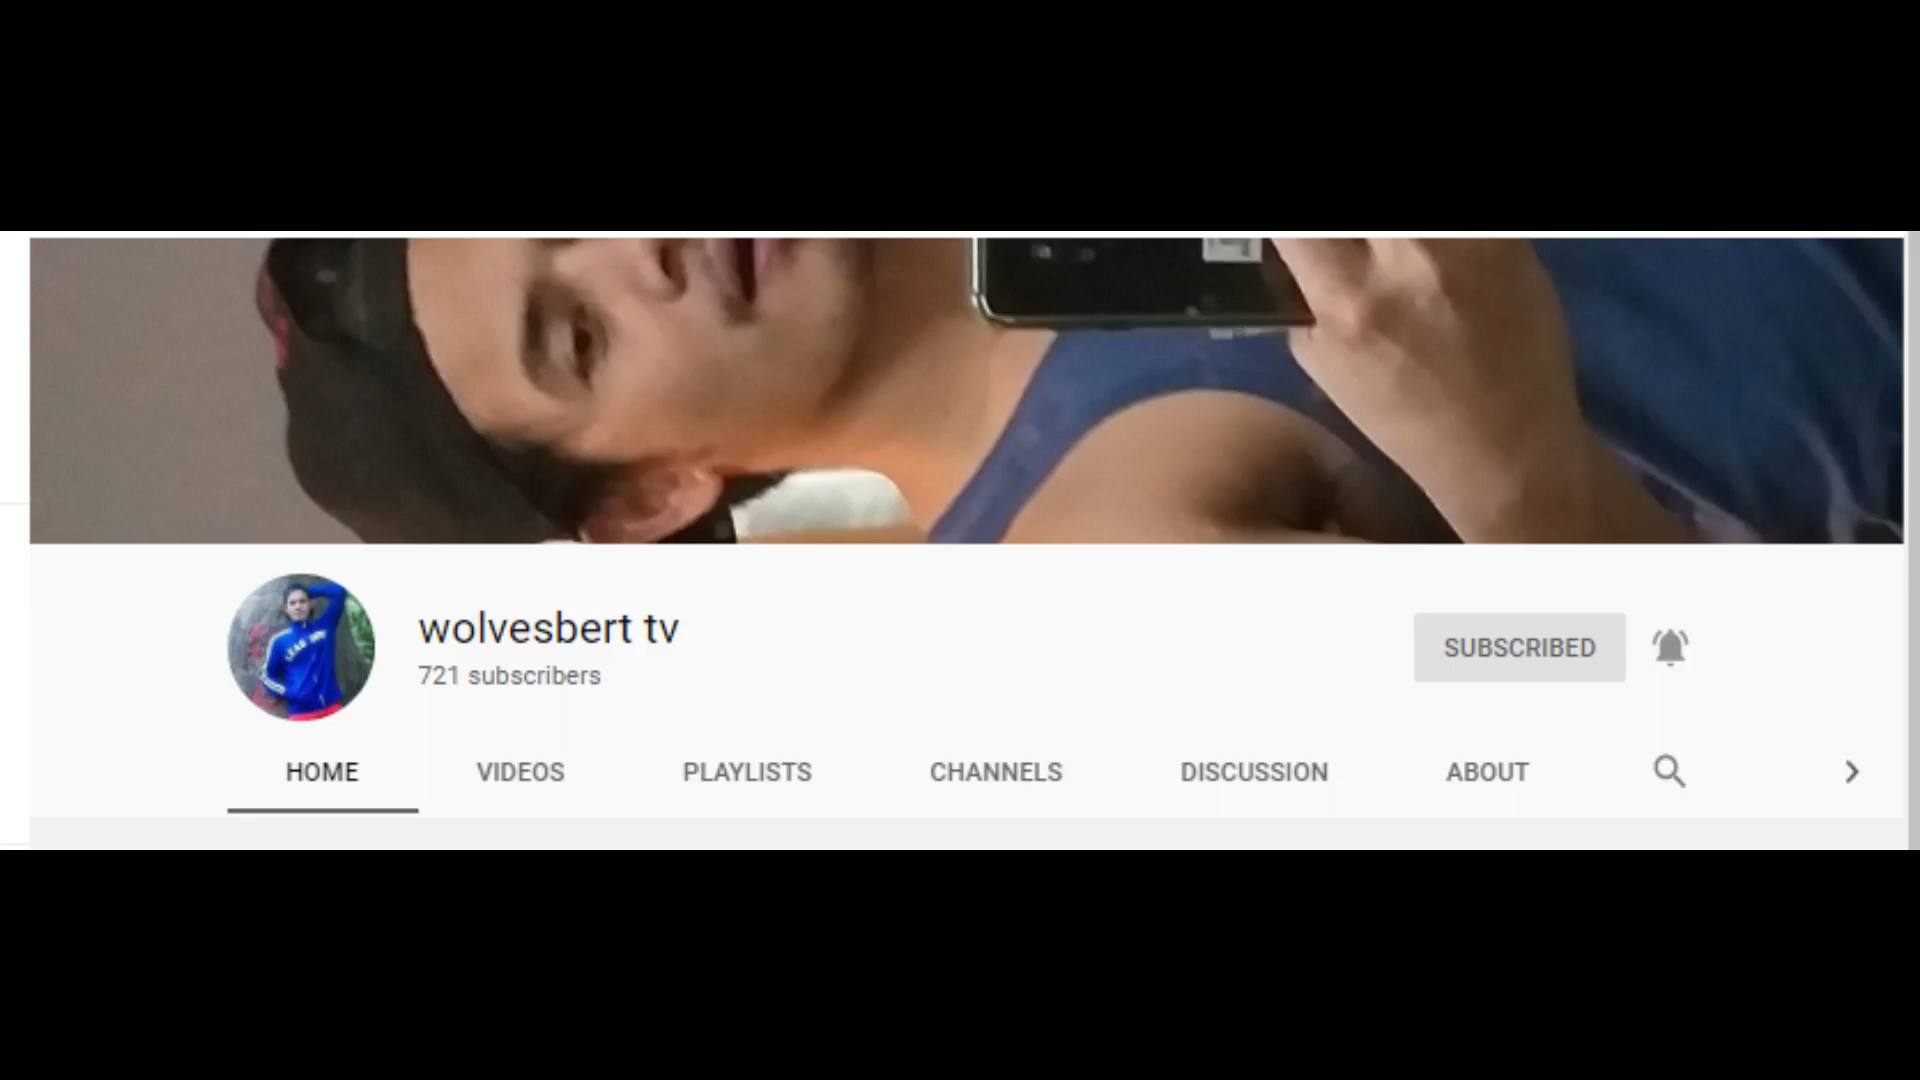 wolvesbert tv
721 subscribers
SUBSCRIBED
HOME VIDEOS PLAYLISTS CHANNELS DISCUSSION ABOUT